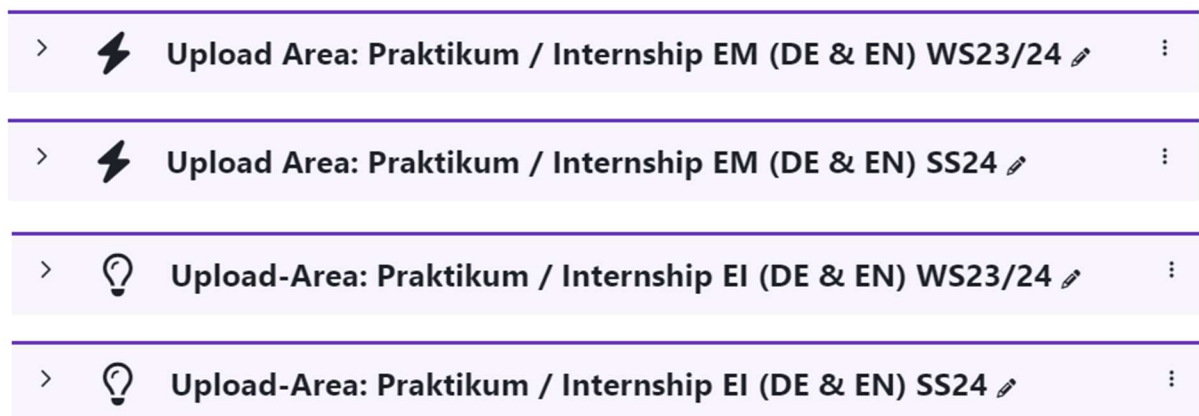 Upload Area: Praktikum / Internship EM (DE & EN) WS23/24
Upload Area: Praktikum / Internship EM (DE & EN) SS24
Upload-Area: Praktikum / Internship EI (DE & EN) WS23/24
Upload-Area: Praktikum / Internship EI (DE & EN) SS24